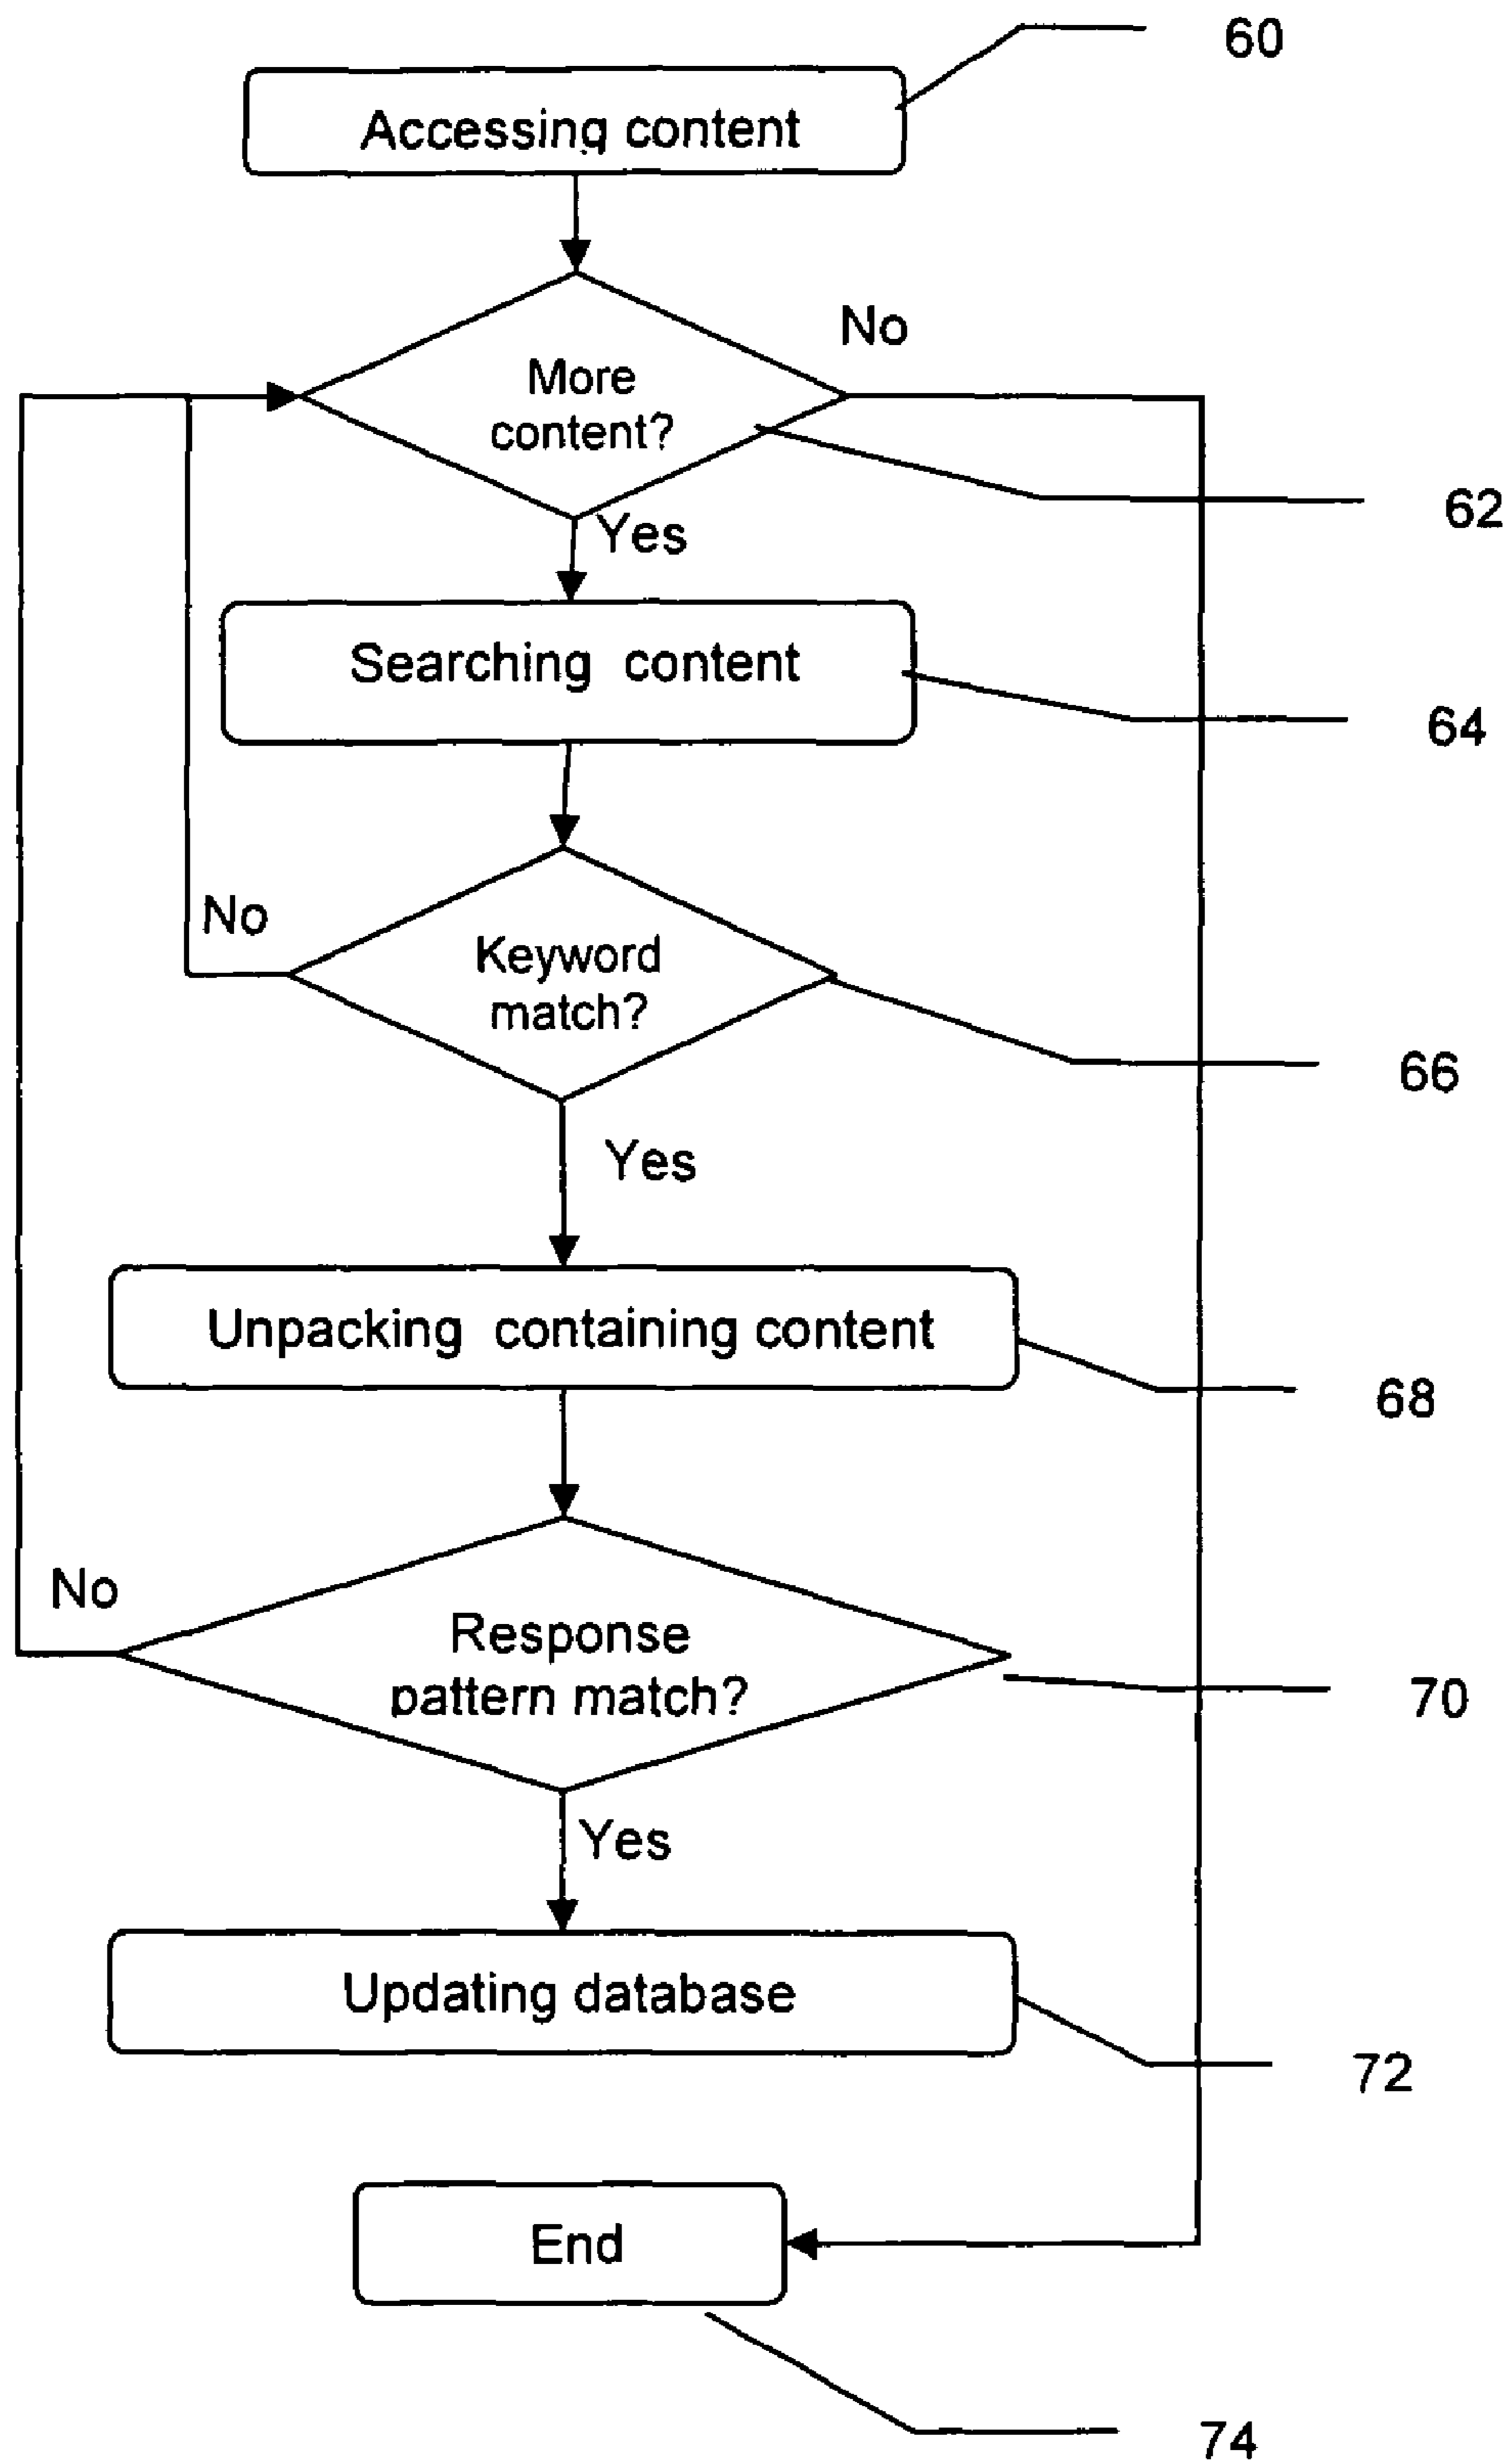 60
Accessing content
No
More
content?
62
Yes
Searching content
64
No
Keyword
match?
66
Yes
Unpacking containing content
68
No
Response
pattern match?
70
Yes
Updating database
72
End
74